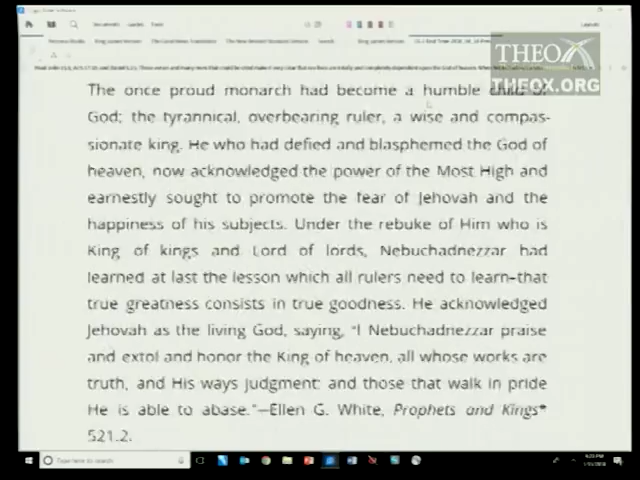 THEOX
THEOX.ORG
The once proud monarch had become a humble child of
God; the tyrannical, overbearing ruler, a wise and compas-
sionate king. He who had defied and blasphemed the God of
heaven, now acknowledged the power of the Most High and
earnestly sought to promote the fear of Jehovah and the
happiness of his subjects. Under the rebuke of Him who is
King of kings and Lord of lords, Nebuchadnezzar had
learned at last the lesson which all rulers need to learn–that
true greatness consists in true goodness. He acknowledged
Jehovah as the living God, saying, "I Nebuchadnezzar praise
and extol and honor the King of heaven, all whose works are
truth, and His ways judgment: and those that walk in pride
He is able to abase."—Ellen G. White, Prophets and Kings*
521.2.
Type here to search